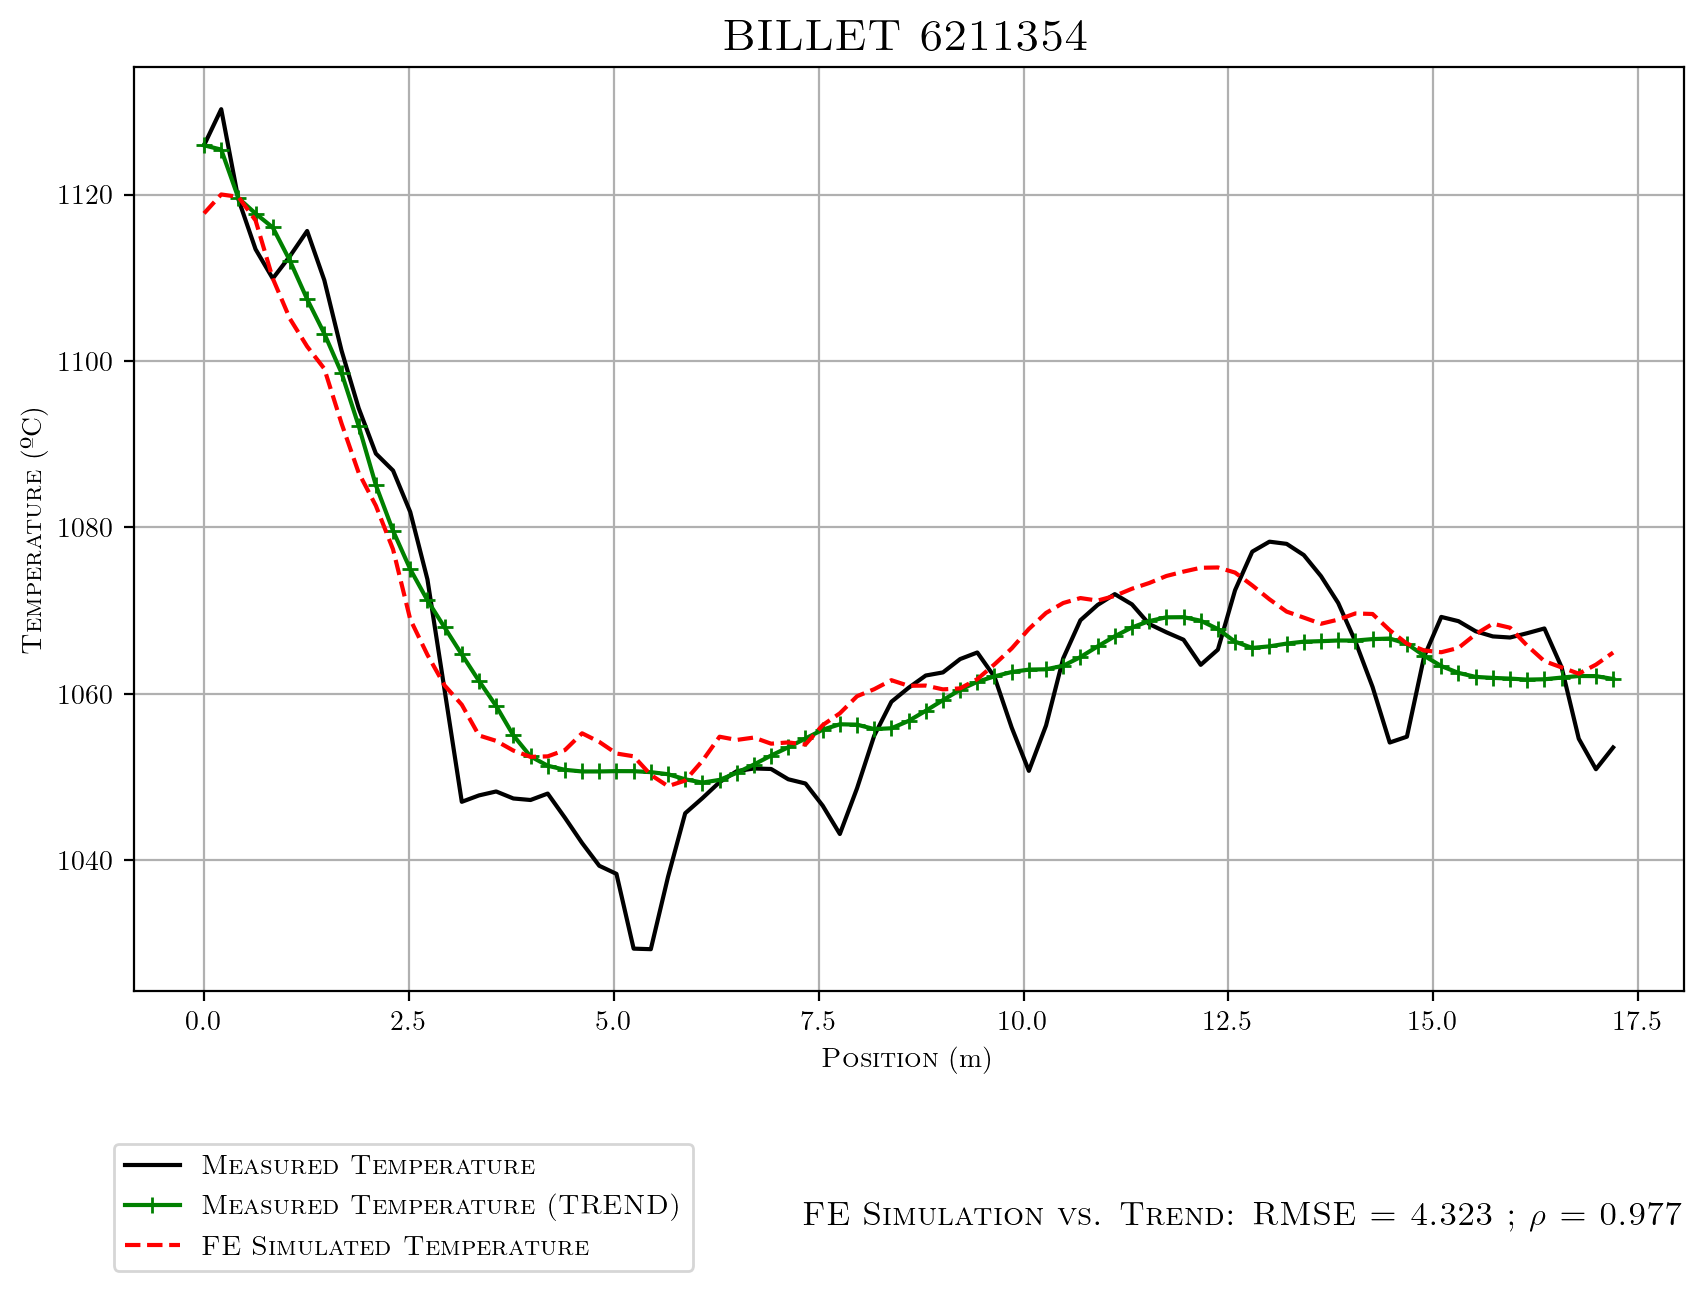 BILLET 6211354
Temperature (ºC)
1120
1100
1080
1060
1040
0.0 2.5 5.0 7.5 10.0 12.5 15.0 17.5
Position (m)
Measured Temperature
Measured Temperature (TREND)
FE Simulated Temperature
FE Simulation vs. Trend: RMSE = 4.323 ; ρ = 0.977